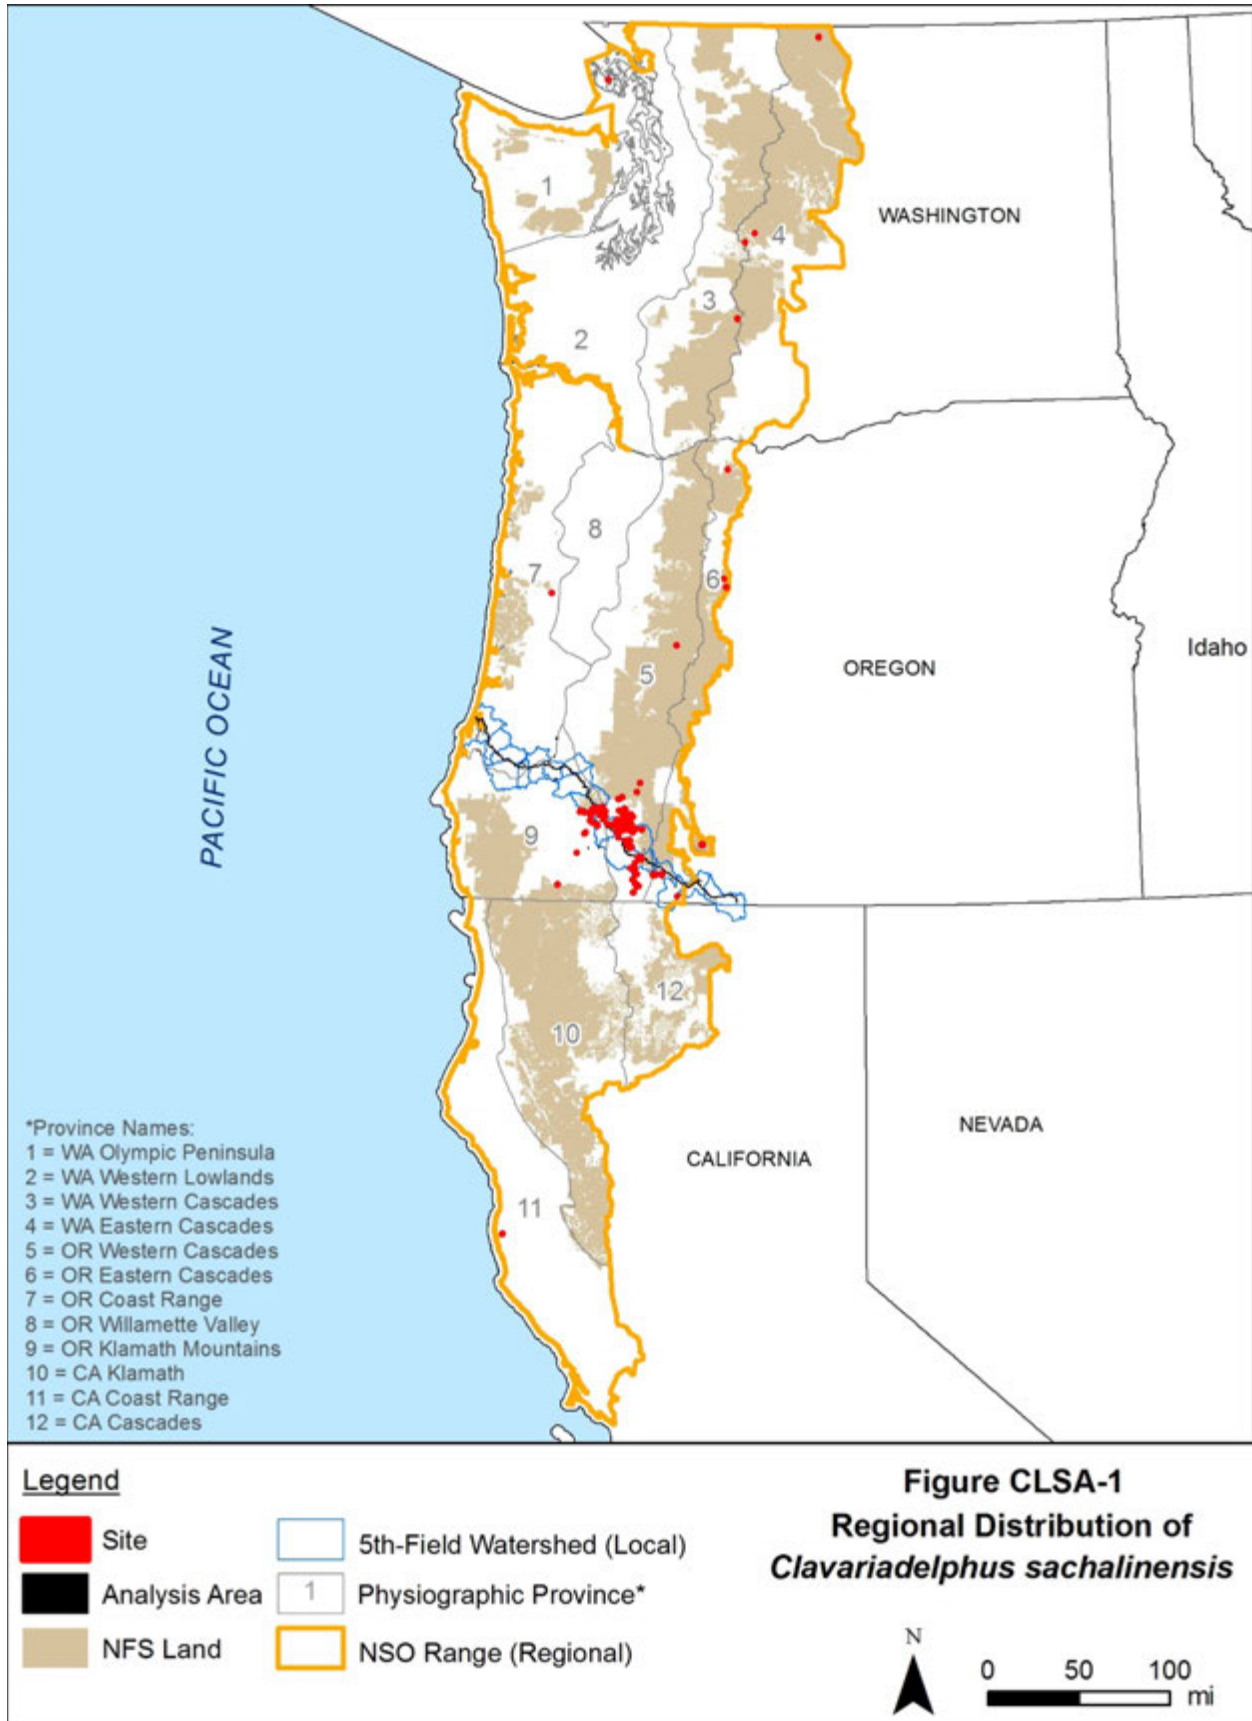 1
WASHINGTON
4
3
2
8
7
6
Idaho
5
OREGON
PACIFIC OCEAN
9
12
10
NEVADA
CALIFORNIA
11
*Province Names:
1 = WA Olympic Peninsula
2 = WA Western Lowlands
3 = WA Western Cascades
4 = WA Eastern Cascades
5 = OR Western Cascades
6 = OR Eastern Cascades
7 = OR Coast Range
8 = OR Willamette Valley
9 = OR Klamath Mountains
10 = CA Klamath
11 = CA Coast Range
12 = CA Cascades
Legend
Site
Analysis Area
NFS Land
5th-Field Watershed (Local)
1 Physiographic Province*
NSO Range (Regional)
Figure CLSA-1
Regional Distribution of
Clavariadelphus sachalinensis
N
0 50 100
mi